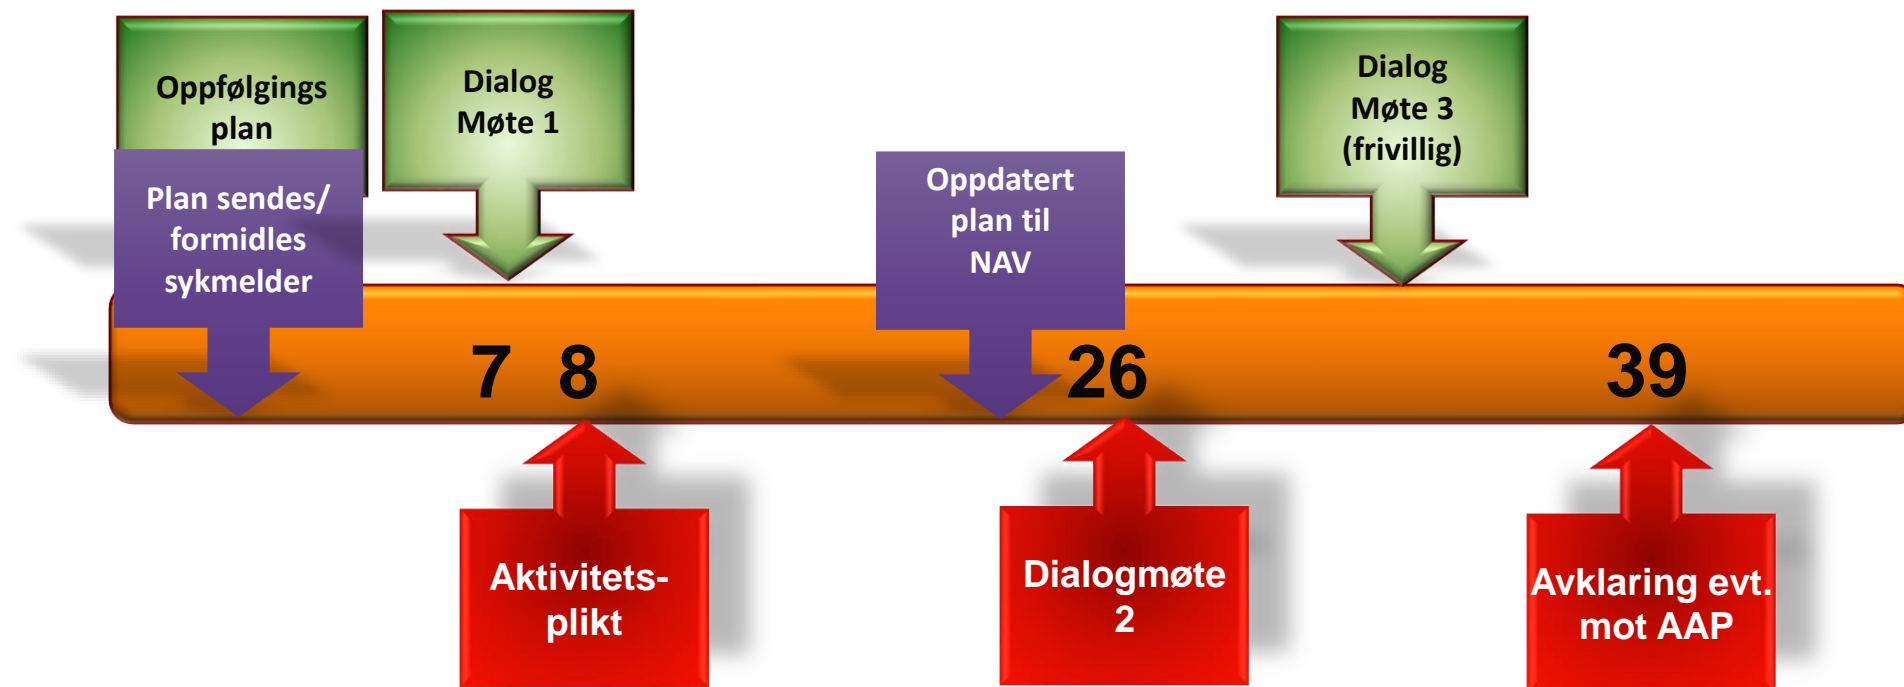 Oppfølgings
plan
Plan sendes/
formidles
sykmelder
Dialog
Møte 1
Oppdatert
plan til
NAV
Dialog
Møte 3
(frivillig)
7 8 26 39
Aktivitets-
plikt
Dialogmøte
2
Avklaring evt.
mot AAP